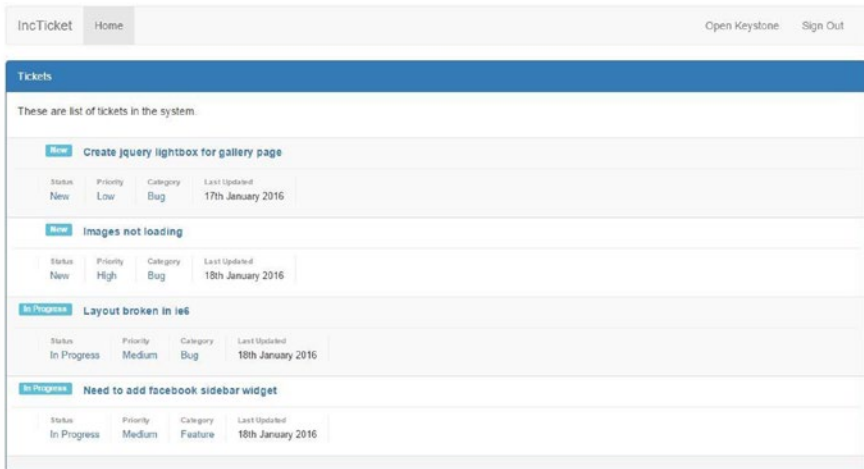 IncTicket Home Open Keystone Sign Out
Tickets
These are list of tickets in the system.
New Create jquery lightbox for gallery page
Status Priority Category Last Updated
New Low Bug 17th January 2016
New Images not loading
Status Priority Category Last Updated
New High Bug 18th January 2016
In Progress Layout broken in ie6
Status Priority Category Last Updated
In Progress Medium Bug 18th January 2016
In Progress Need to add facebook sidebar widget
Status Priority Category Last Updated
In Progress Medium Feature 18th January 2016